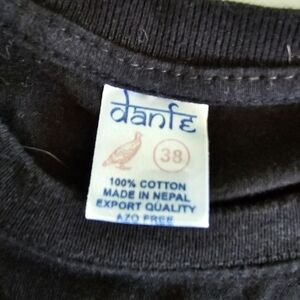 danfe
38
100% COTTON
MADE IN NEPAL
EXPORT QUALITY
AZO FREE